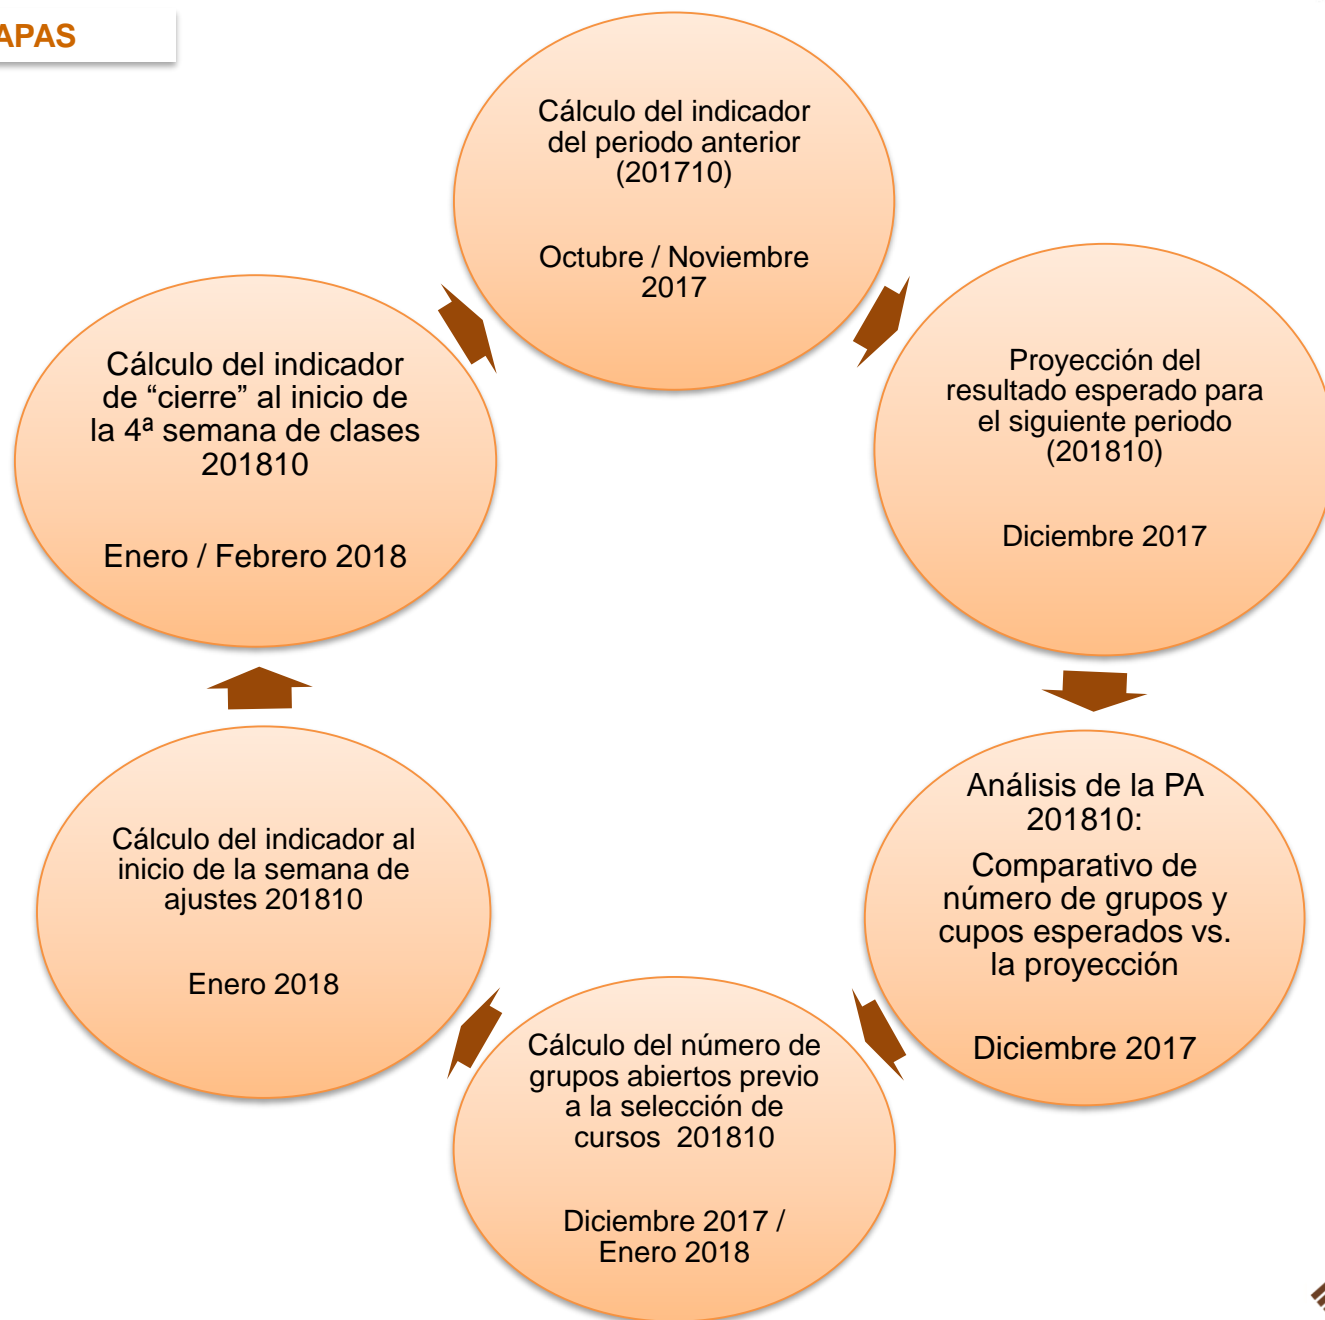 APAS
Cálculo del indicador
del periodo anterior
(201710)
Octubre / Noviembre
2017
Proyección del
resultado esperado para
el siguiente periodo
(201810)
Diciembre 2017
Análisis de la PA
201810:
Comparativo de
número de grupos y
cupos esperados vs.
la proyección
Diciembre 2017
Cálculo del número de
grupos abiertos previo
a la selección de
cursos  201810
Diciembre 2017 /
Enero 2018
Cálculo del indicador al
inicio de la semana de
ajustes 201810
Enero 2018
Cálculo del indicador
de “cierre” al inicio de
la 4ª semana de clases
201810
Enero / Febrero 2018